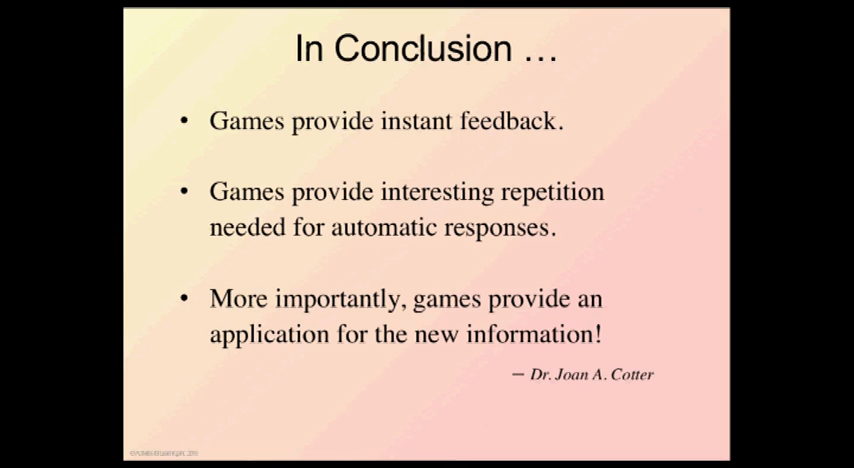 In Conclusion …
• Games provide instant feedback.
• Games provide interesting repetition
needed for automatic responses.
• More importantly, games provide an
application for the new information!
– Dr. Joan A. Cotter